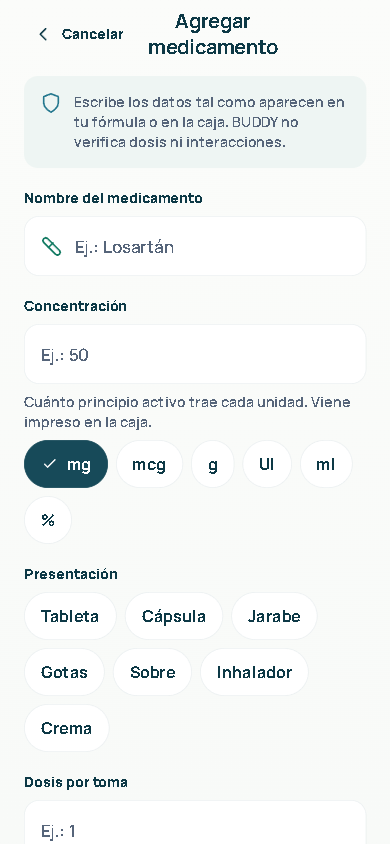 Cancelar
Agregar
medicamento
Escribe los datos tal como aparecen en
tu fórmula o en la caja. BUDDY no
verifica dosis ni interacciones.
Nombre del medicamento
Ej.: Losartán
Concentración
Ej.: 50
Cuánto principio activo trae cada unidad. Viene
impreso en la caja.
mg mcg g UI ml
%
Presentación
Tableta Cápsula Jarabe
Gotas Sobre Inhalador
Crema
Dosis por toma
Ej.: 1